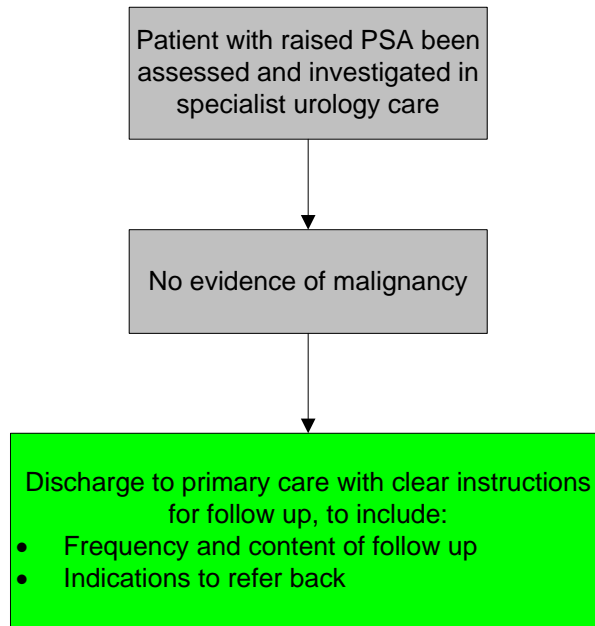 Patient with raised PSA been
assessed and investigated in
specialist urology care
No evidence of malignancy
Discharge to primary care with clear instructions
for follow up, to include:
• Frequency and content of follow up
• Indications to refer back